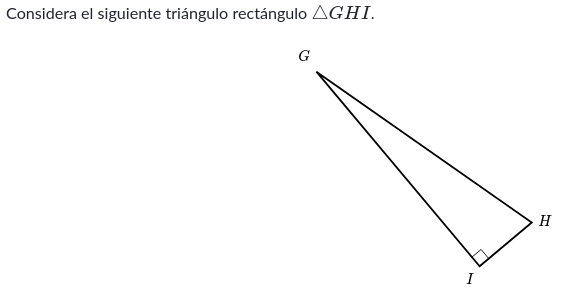 Considera el siguiente triángulo rectángulo △GHI.
G
H
I